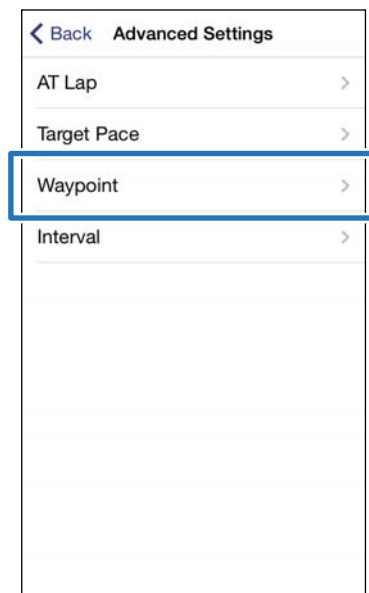 Back Advanced Settings
AT Lap
Target Pace
Waypoint
Interval